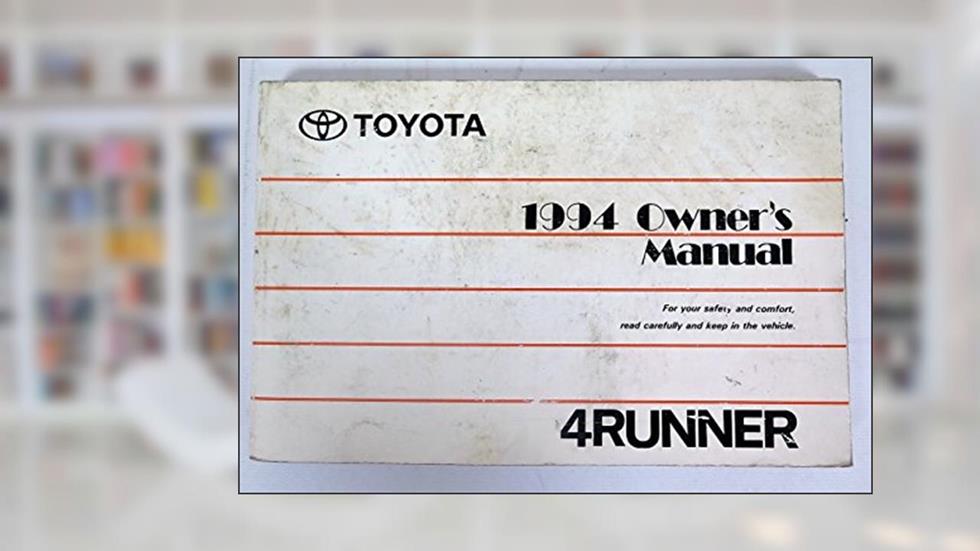 TOYOTA
1994 Owner's
Manual
For your safety and comfort,
read carefully and keep in the vehicle.
4RUNNER